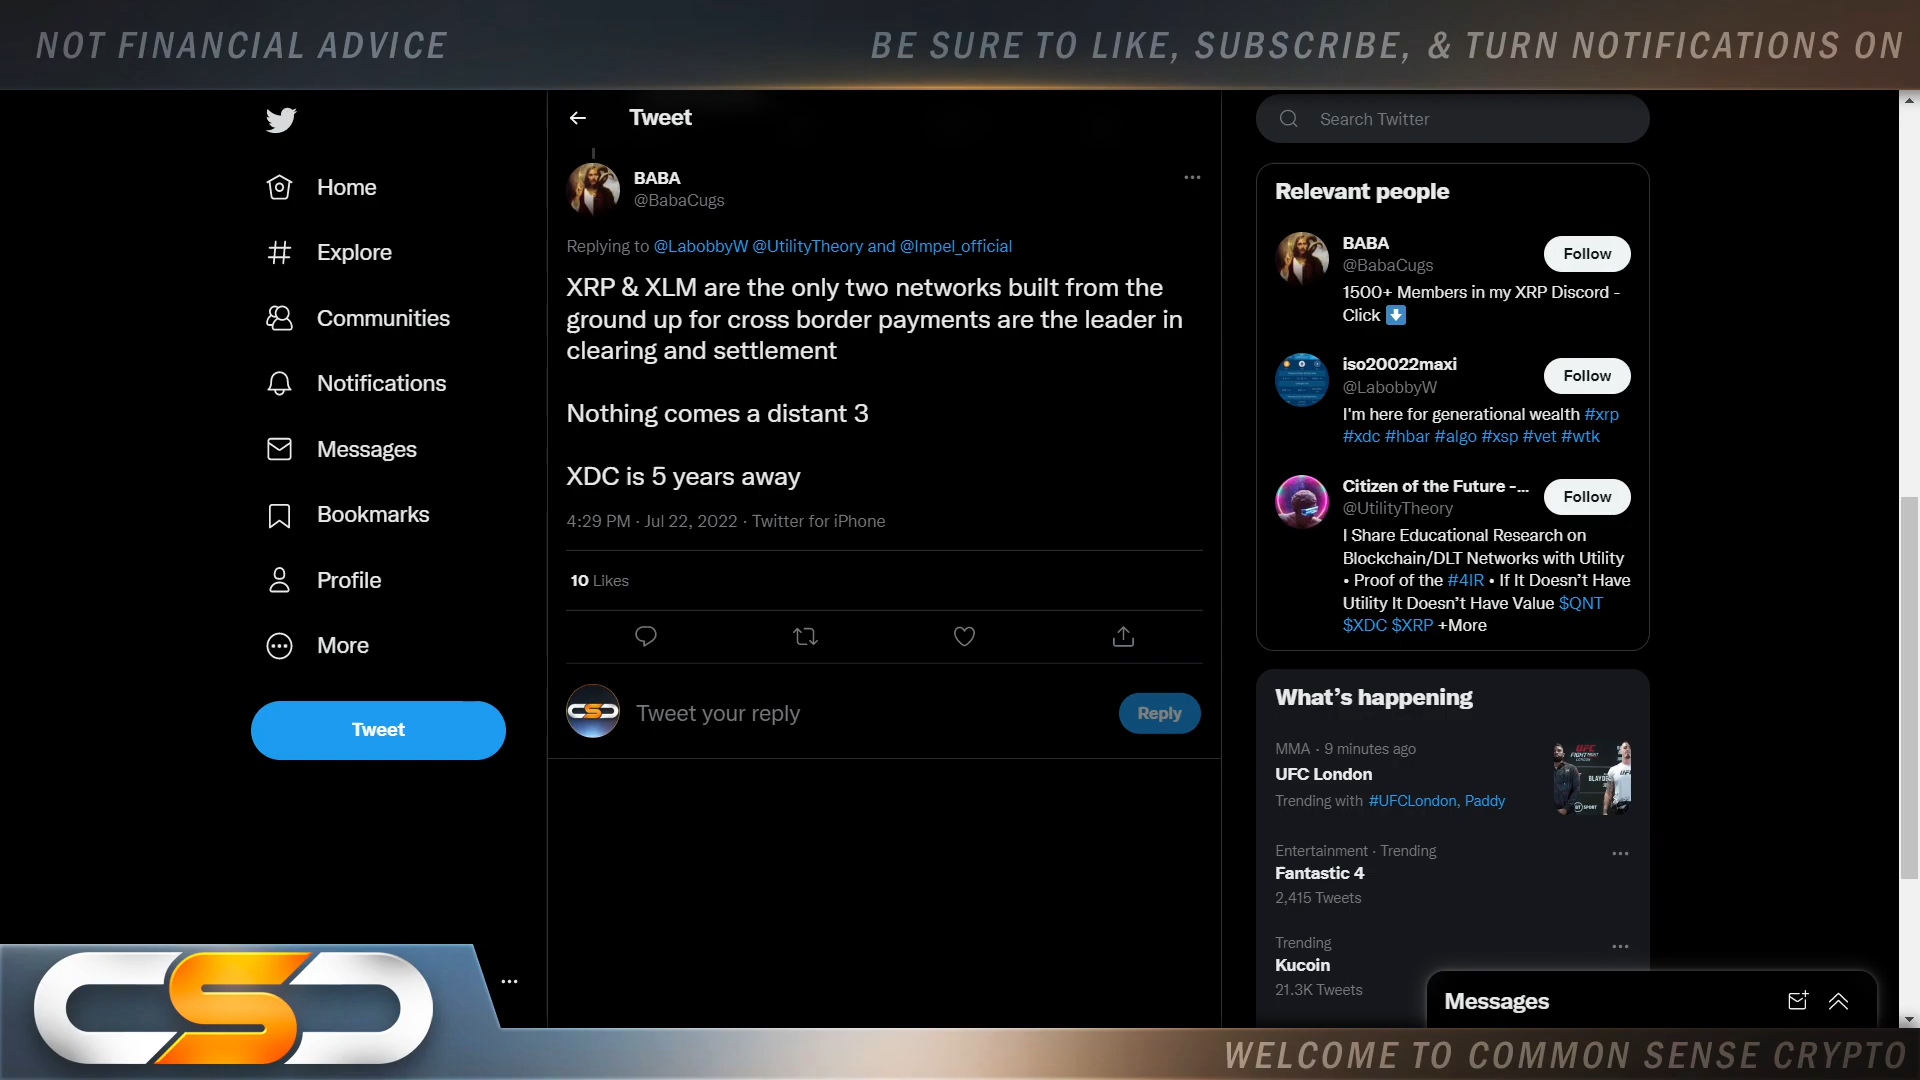 NOT FINANCIAL ADVICE
BE SURE TO LIKE, SUBSCRIBE, & TURN NOTIFICATIONS ON
Home
Explore
Communities
Notifications
Messages
Bookmarks
Profile
More
Tweet
Tweet
BABA
@BabaCugs
Replying to @LabobbyW @UtilityTheory and @Impel_official
XRP & XLM are the only two networks built from the
ground up for cross border payments are the leader in
clearing and settlement
Nothing comes a distant 3
XDC is 5 years away
4:29 PM · Jul 22, 2022 · Twitter for iPhone
10 Likes
CSC
Tweet your reply
Reply
Search Twitter
Relevant people
BABA
@BabaCugs
Follow
1500+ Members in my XRP Discord -
Click
iso20022maxi
@LabobbyW
Follow
I'm here for generational wealth #xrp
#xdc #hbar #algo #xsp #vet #wtk
Citizen of the Future -...
@UtilityTheory
Follow
I Share Educational Research on
Blockchain/DLT Networks with Utility
• Proof of the #4IR • If It Doesn't Have
Utility It Doesn't Have Value $QNT
$XDC $XRP +More
What's happening
MMA · 9 minutes ago
UFC London
Trending with #UFCLondon, Paddy
Entertainment · Trending
Fantastic 4
2,415 Tweets
Trending
Kucoin
21.3K Tweets
Messages
CSC
WELCOME TO COMMON SENSE CRYPTO